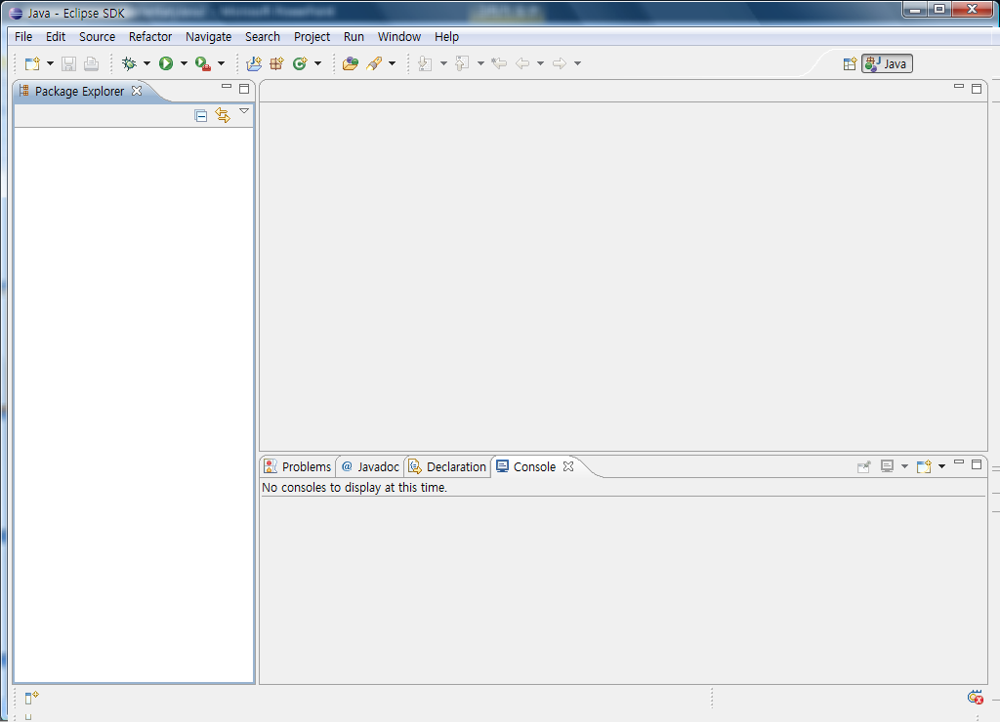 Java - Eclipse SDK
File Edit Source Refactor Navigate Search Project Run Window Help
Java
Package Explorer
Problems @ Javadoc Declaration Console
No consoles to display at this time.